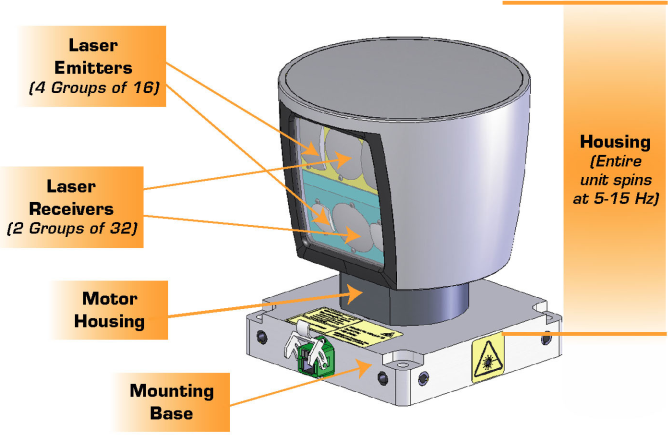 Laser
Emitters
(4 Groups of 16)
Laser
Receivers
(2 Groups of 32)
Motor
Housing
Mounting
Base
Housing
(Entire
unit spins
at 5-15 Hz)